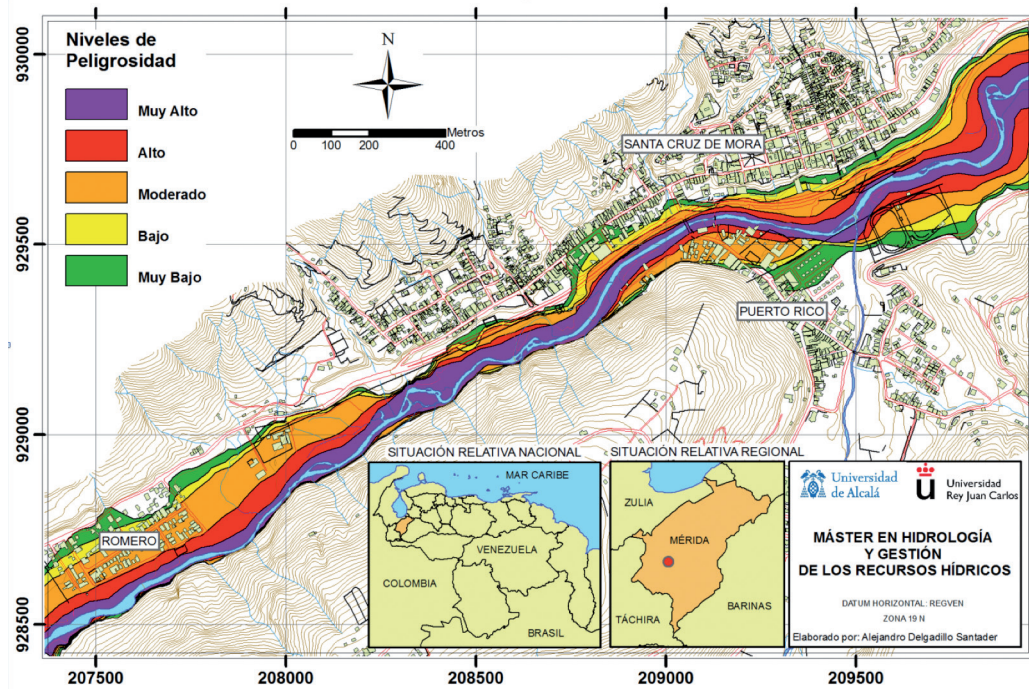 Niveles de
Peligrosidad
Muy Alto
Alto
Moderado
Bajo
Muy Bajo
N
Metros
0 100 200 400
SANTA CRUZ DE MORA
PUERTO RICO
ROMERO
930000
929500
929000
928500
207500 208000 208500 209000 209500
SITUACIÓN RELATIVA NACIONAL
MAR CARIBE
VENEZUELA
COLOMBIA
BRASIL
SITUACIÓN RELATIVA REGIONAL
ZULIA
MÉRIDA
BARINAS
TÁCHIRA
Universidad
de Alcalá
Universidad
Rey Juan Carlos
MÁSTER EN HIDROLOGÍA
Y GESTIÓN
DE LOS RECURSOS HÍDRICOS
DATUM HORIZONTAL: REGVEN
ZONA 19 N
Elaborado por: Alejandro Delgadillo Santader